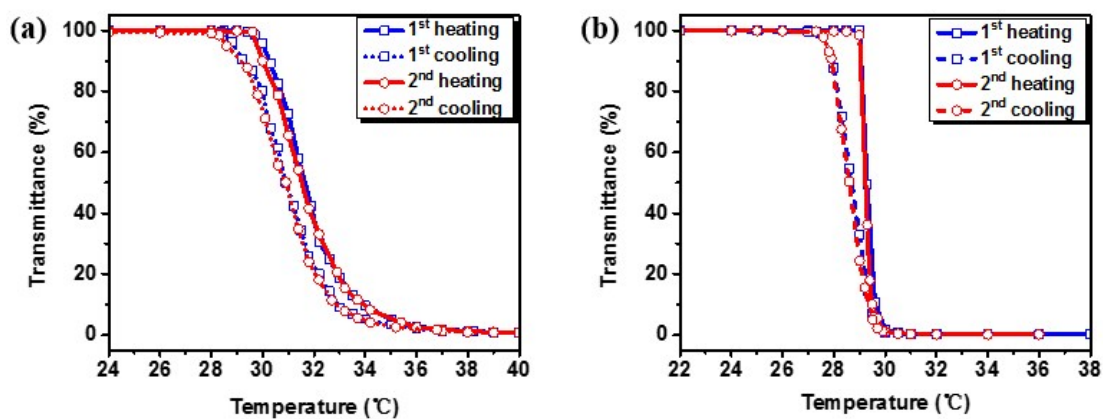 (a)
1st heating
1st cooling
2nd heating
2nd cooling
Transmittance (%)
100
80
60
40
20
0
24 26 28 30 32 34 36 38 40
Temperature (℃)
(b)
1st heating
1st cooling
2nd heating
2nd cooling
Transmittance (%)
100
80
60
40
20
0
22 24 26 28 30 32 34 36 38
Temperature (℃)